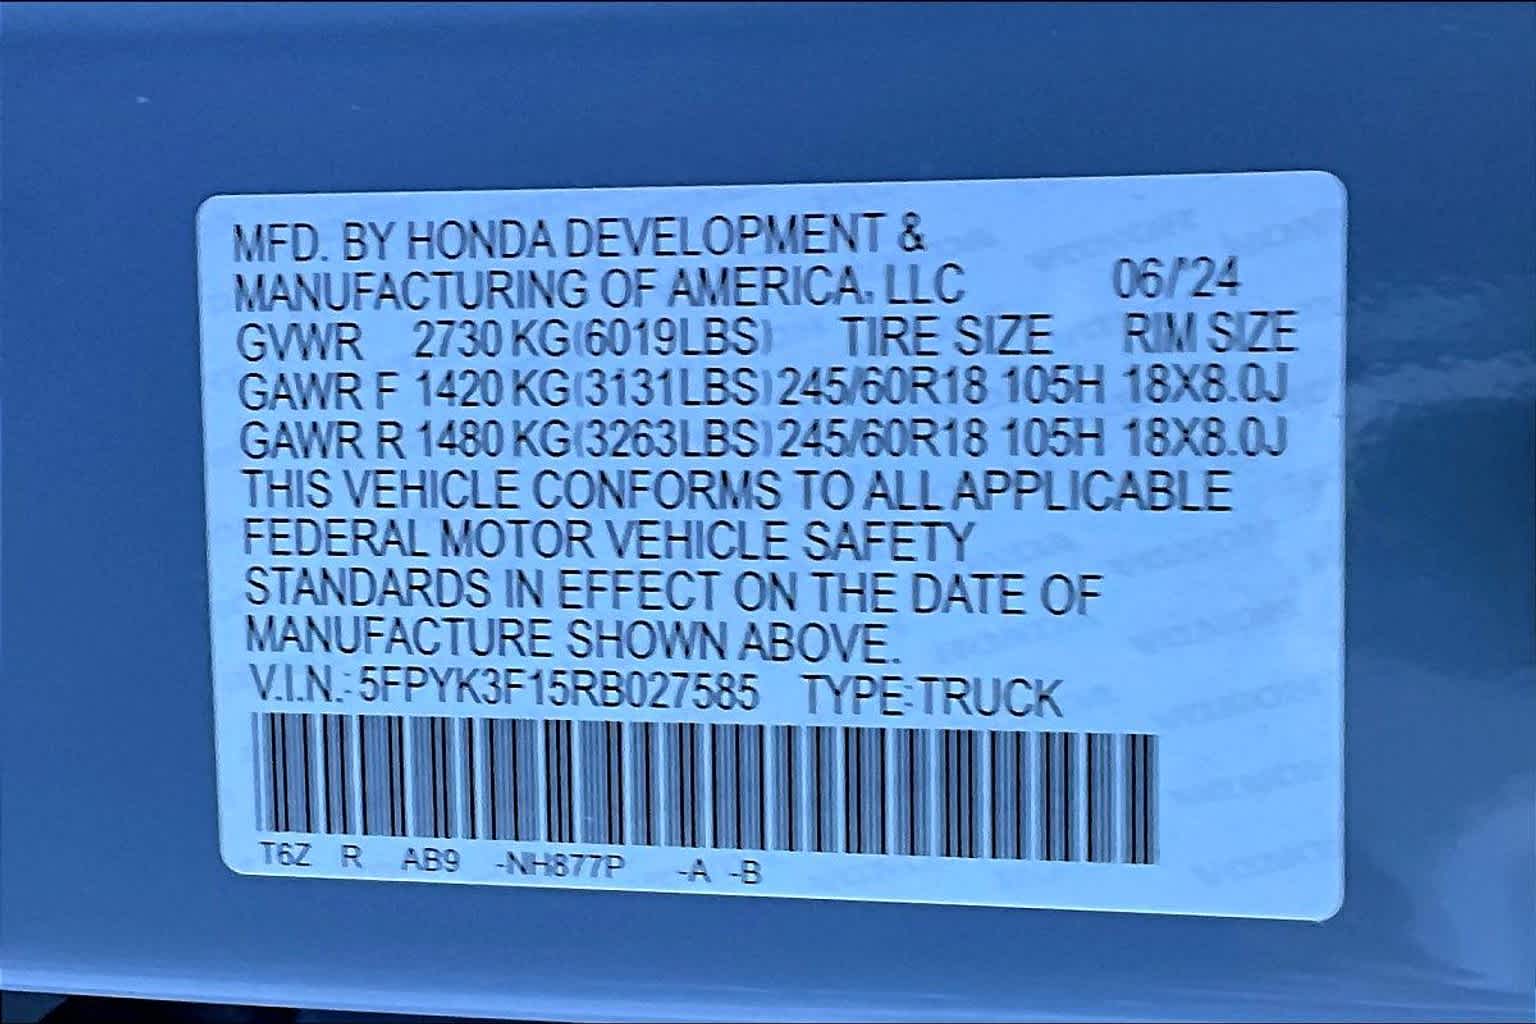 MFD. BY HONDA DEVELOPMENT &
MANUFACTURING OF AMERICA, LLC 06/'24
GVWR 2730 KG(6019LBS) TIRE SIZE RIM SIZE
GAWR F 1420 KG(3131LBS) 245/60R18 105H 18X8.0J
GAWR R 1480 KG(3263LBS) 245/60R18 105H 18X8.0J
THIS VEHICLE CONFORMS TO ALL APPLICABLE
FEDERAL MOTOR VEHICLE SAFETY
STANDARDS IN EFFECT ON THE DATE OF
MANUFACTURE SHOWN ABOVE.
V.I.N.: 5FPYK3F15RB027585 TYPE:TRUCK
T6Z R AB9 -NH877P -A -B